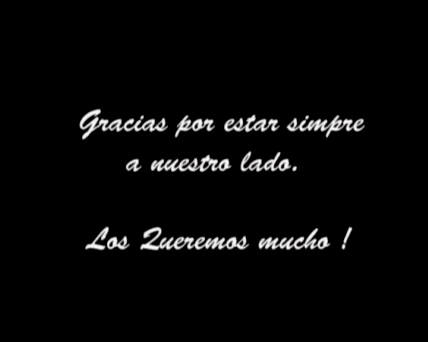 Gracias por estar simpre
a nuestro lado.
Los Queremos mucho !